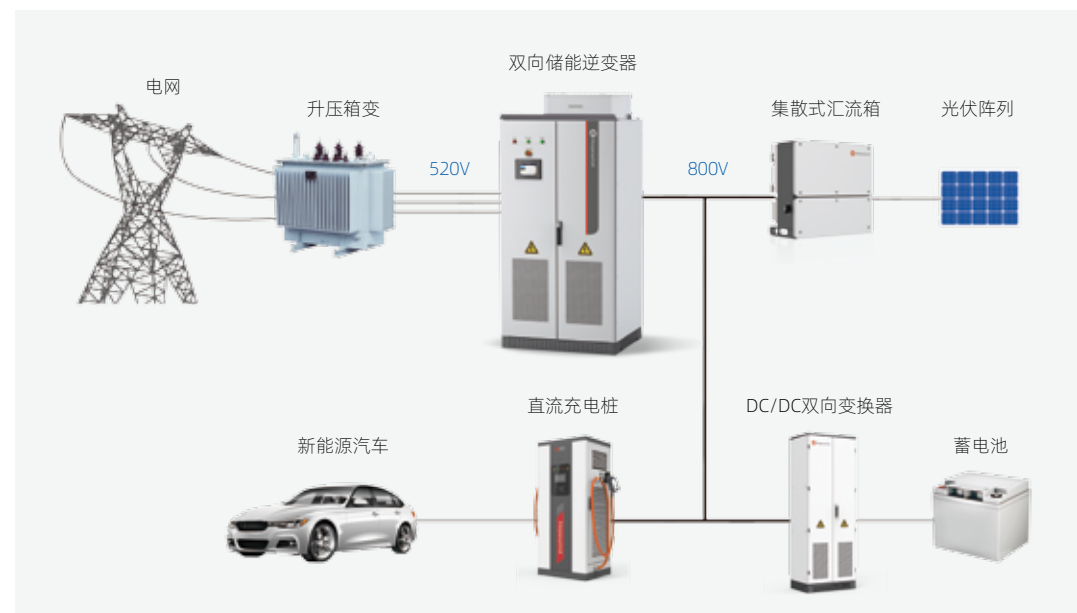 双向储能逆变器
电网
升压箱变
集散式汇流箱
光伏阵列
520V
800V
直流充电桩
DC/DC双向变换器
新能源汽车
蓄电池